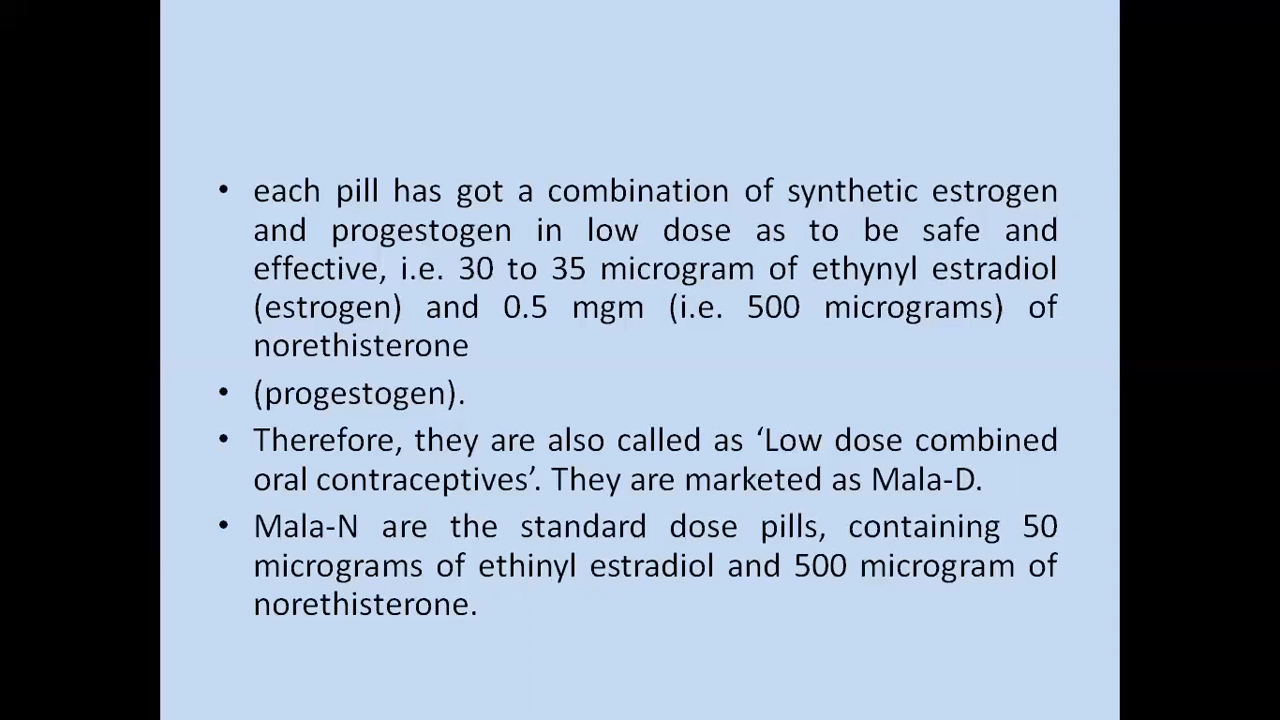 • each pill has got a combination of synthetic estrogen
and progestogen in low dose as to be safe and
effective, i.e. 30 to 35 microgram of ethynyl estradiol
(estrogen) and 0.5 mgm (i.e. 500 micrograms) of
norethisterone
• (progestogen).
• Therefore, they are also called as ‘Low dose combined
oral contraceptives’. They are marketed as Mala-D.
• Mala-N are the standard dose pills, containing 50
micrograms of ethinyl estradiol and 500 microgram of
norethisterone.